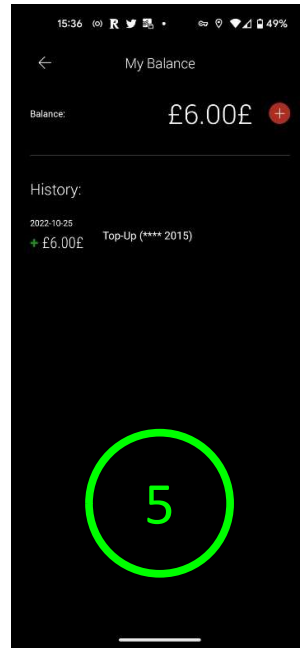 15:36 R 49%
My Balance
Balance: £6.00£ +
History:
2022-10-25
+ £6.00£ Top-Up (**** 2015)
5